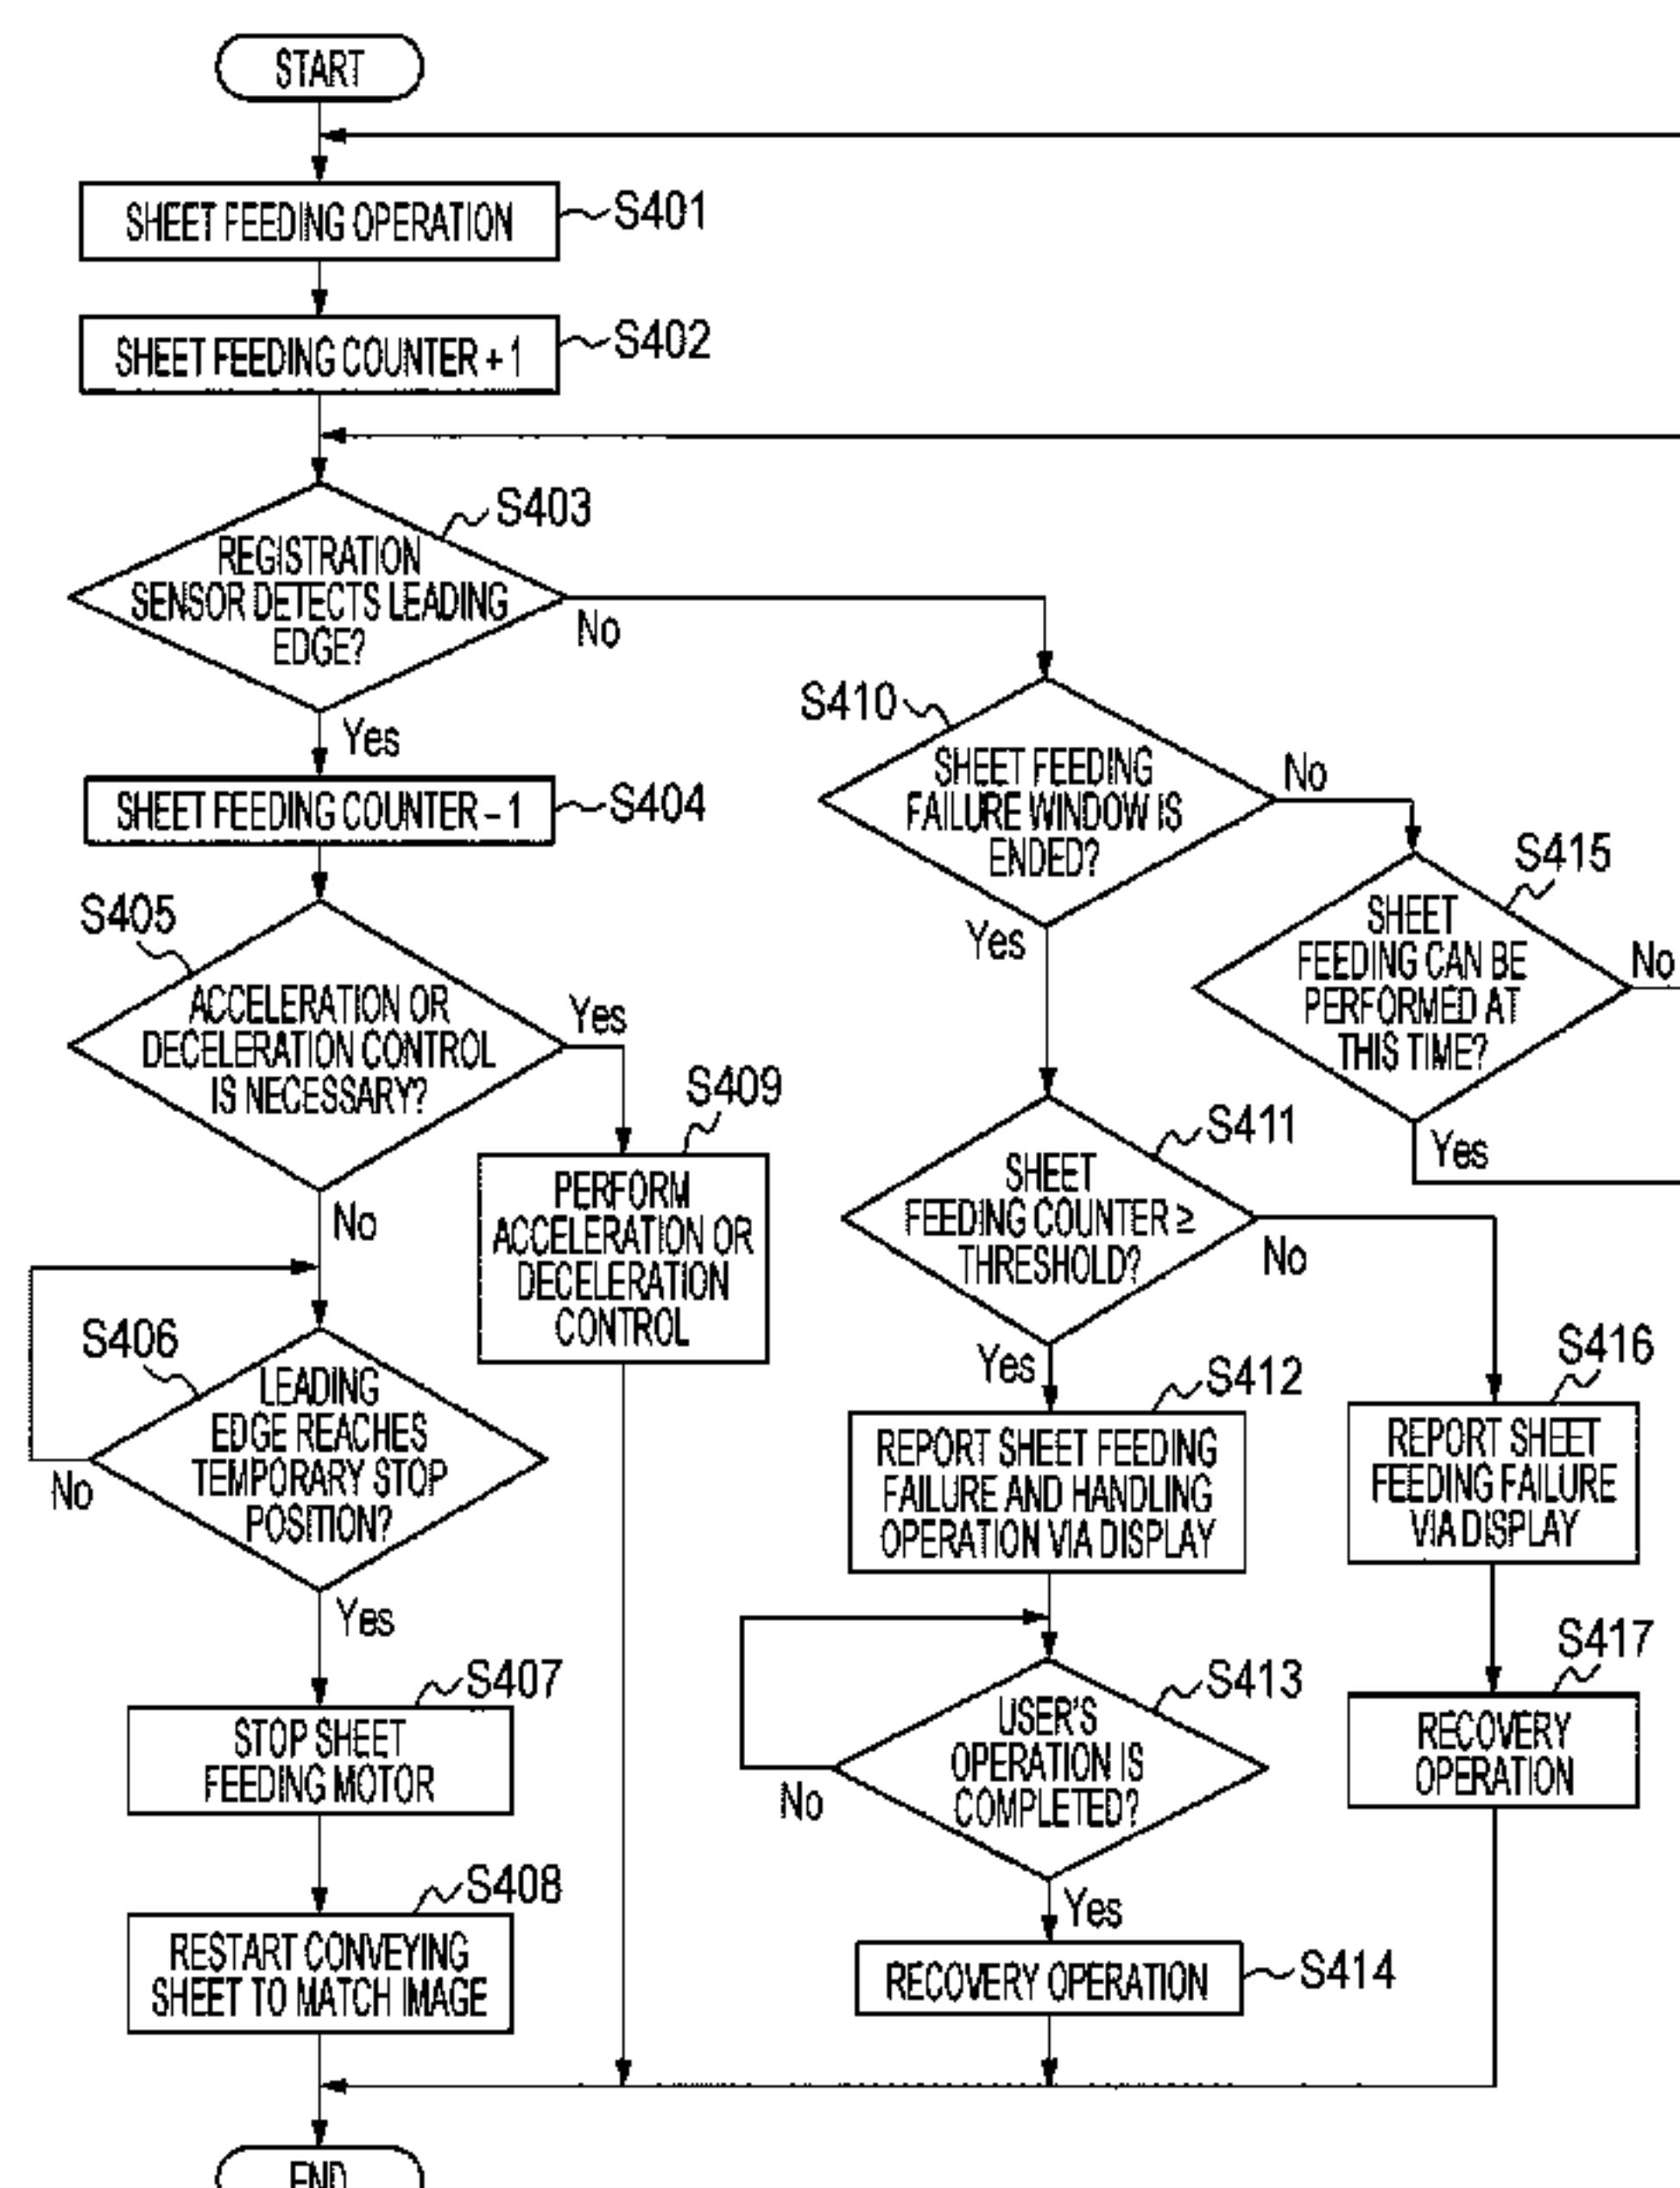 START
SHEET FEEDING OPERATION
S401
SHEET FEEDING COUNTER + 1
S402
S403
REGISTRATION
SENSOR DETECTS LEADING
EDGE?
No
Yes
SHEET FEEDING COUNTER – 1
S404
S405
ACCELERATION OR
DECELERATION CONTROL
IS NECESSARY?
Yes
No
S409
PERFORM
ACCELERATION OR
DECELERATION
CONTROL
S406
LEADING
EDGE REACHES
TEMPORARY STOP
POSITION?
No
Yes
S407
STOP SHEET
FEEDING MOTOR
S408
RESTART CONVEYING
SHEET TO MATCH IMAGE
END
S410
SHEET FEEDING
FAILURE WINDOW IS
ENDED?
No
Yes
S415
SHEET
FEEDING CAN BE
PERFORMED AT
THIS TIME?
No
Yes
S411
SHEET
FEEDING COUNTER ≥
THRESHOLD?
No
Yes
S412
REPORT SHEET FEEDING
FAILURE AND HANDLING
OPERATION VIA DISPLAY
S413
USER'S
OPERATION IS
COMPLETED?
No
Yes
RECOVERY OPERATION
S414
S416
REPORT SHEET
FEEDING FAILURE
VIA DISPLAY
S417
RECOVERY
OPERATION